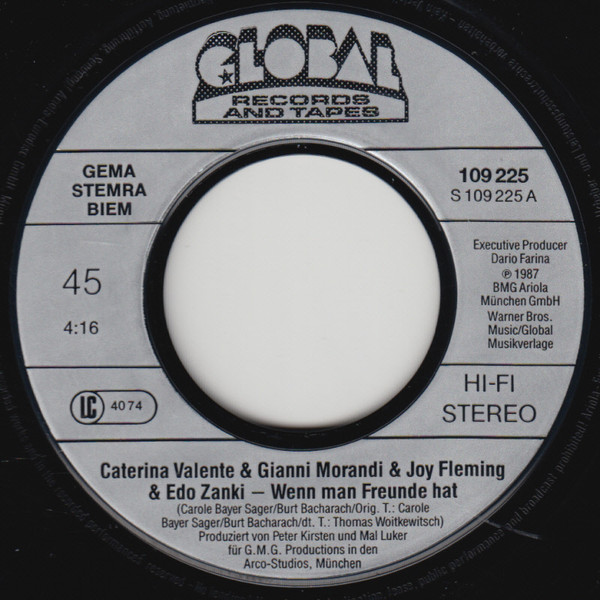 GLOBAL
RECORDS
AND TAPES
GEMA
STEMRA
BIEM
109 225
S 109 225 A
45
4:16
Executive Producer
Dario Farina
℗ 1987
BMG Ariola
München GmbH
Warner Bros.
Music/Global
Musikverlage
LC 4074
HI-FI
STEREO
Caterina Valente & Gianni Morandi & Joy Fleming
& Edo Zanki – Wenn man Freunde hat
(Carole Bayer Sager/Burt Bacharach/Orig. T.: Carole
Bayer Sager/Burt Bacharach/dt. T.: Thomas Woitkewitsch)
Produziert von Peter Kirsten und Mal Luker
für G.M.G. Productions in den
Arco-Studios, München